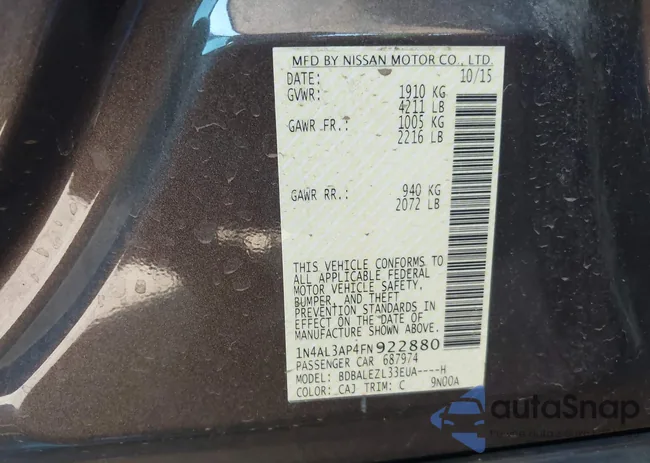 MFD BY NISSAN MOTOR CO., LTD.
DATE: 10/15
GVWR: 1910 KG
4211 LB
GAWR FR.: 1005 KG
2216 LB
GAWR RR.: 940 KG
2072 LB
THIS VEHICLE CONFORMS TO
ALL APPLICABLE FEDERAL
MOTOR VEHICLE SAFETY,
BUMPER, AND THEFT
PREVENTION STANDARDS IN
EFFECT ON THE DATE OF
MANUFACTURE SHOWN ABOVE.
1N4AL3AP4FN922880
PASSENGER CAR 687974
MODEL: BDBALEZL33EUA----H
COLOR: CAJ TRIM: C 9N00A
autaSnap